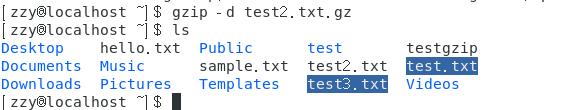 [zzy@localhost ~]$ gzip -d test2.txt.gz
[zzy@localhost ~]$ ls
Desktop hello.txt Public test testgzip
Documents Music sample.txt test2.txt test.txt
Downloads Pictures Templates test3.txt Videos
[zzy@localhost ~]$